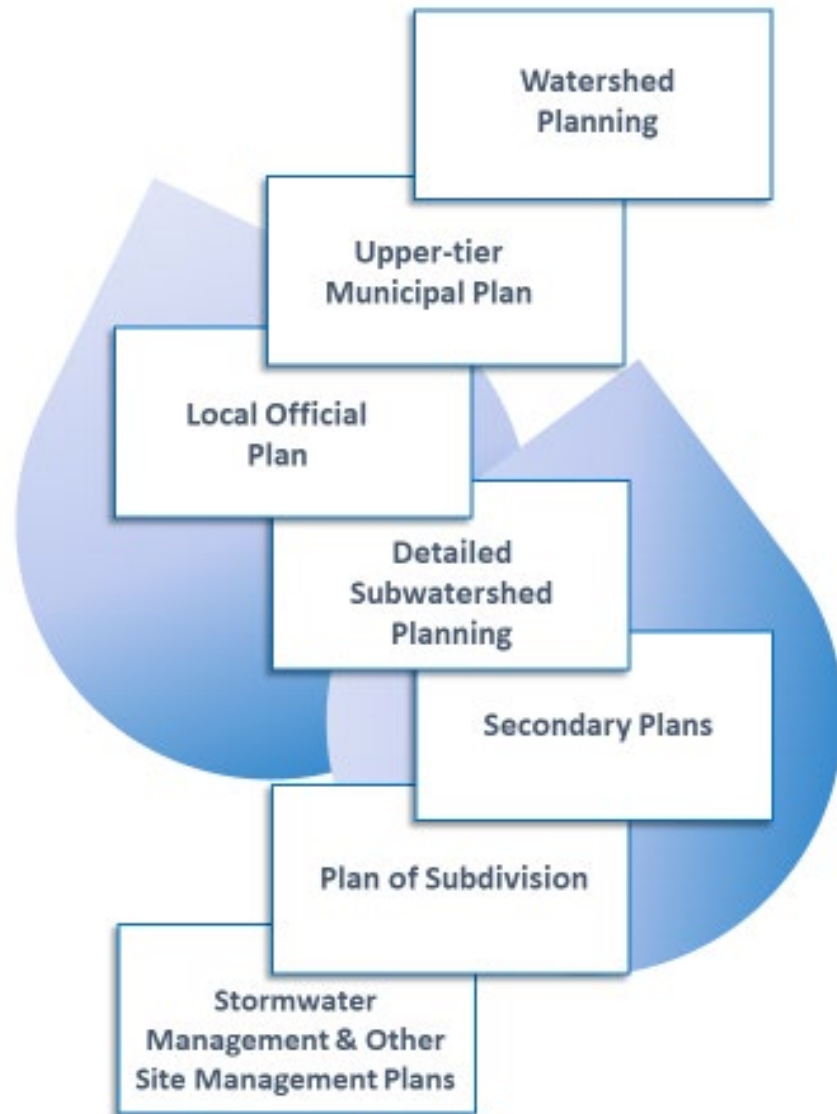 Watershed
Planning
Upper-tier
Municipal Plan
Local Official
Plan
Detailed
Subwatershed
Planning
Secondary Plans
Plan of Subdivision
Stormwater
Management & Other
Site Management Plans